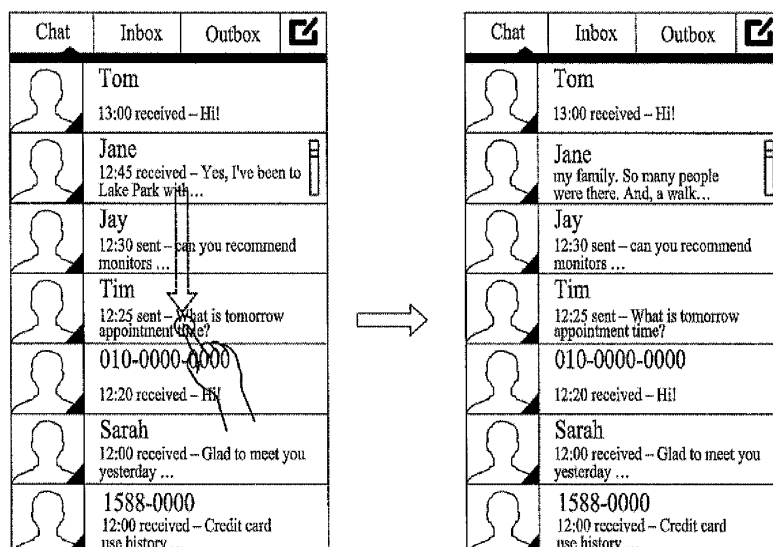 Chat Inbox Outbox
Tom
13:00 received – Hi!
Jane
12:45 received – Yes, I've been to
Lake Park with…
Jay
12:30 sent – can you recommend
monitors …
Tim
12:25 sent – What is tomorrow
appointment time?
010-0000-0000
12:20 received – Hi!
Sarah
12:00 received – Glad to meet you
yesterday …
1588-0000
12:00 received – Credit card
use history …
Chat Inbox Outbox
Tom
13:00 received – Hi!
Jane
my family. So many people
were there. And, a walk…
Jay
12:30 sent – can you recommend
monitors …
Tim
12:25 sent – What is tomorrow
appointment time?
010-0000-0000
12:20 received – Hi!
Sarah
12:00 received – Glad to meet you
yesterday …
1588-0000
12:00 received – Credit card
use history …